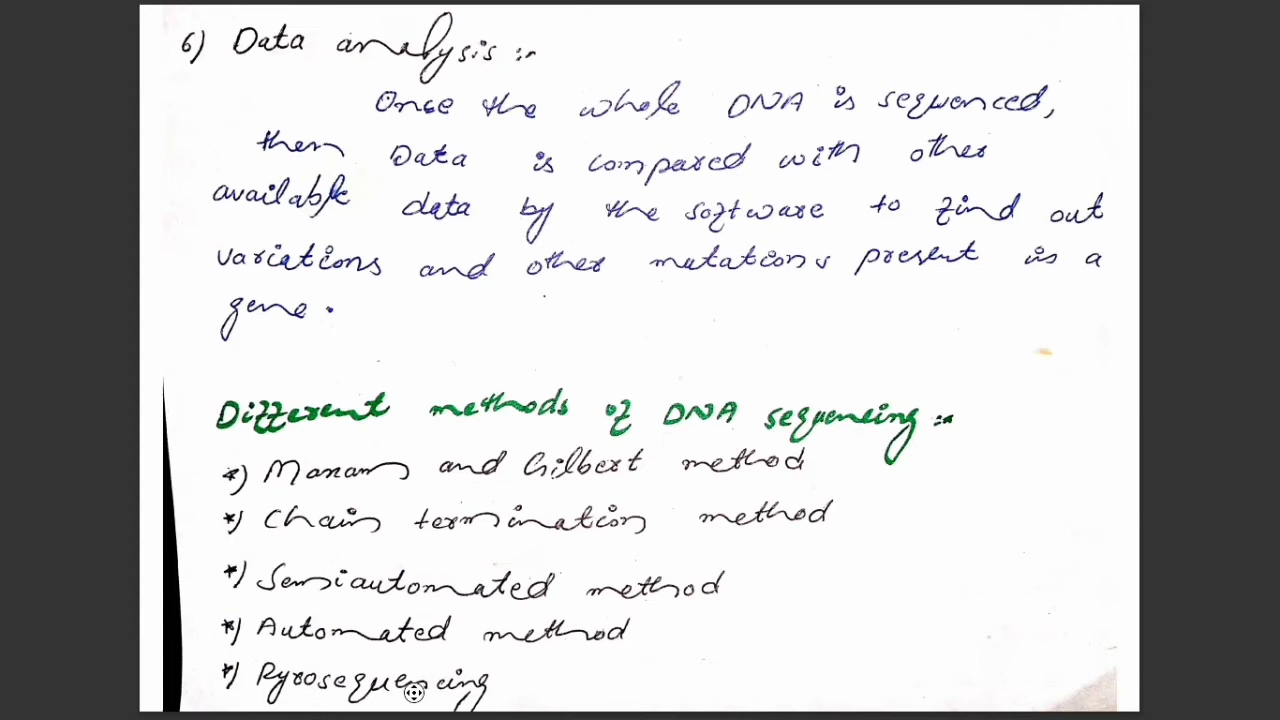 6) Data analysis :-
Once the whole DNA is sequenced,
then Data is compared with other
available data by the software to find out
variations and other mutations present is a
gene.
Different methods of DNA sequencing :-
*) Manam and Gilbert method
*) Chain termination method
*) Semiautomated method
*) Automated method
*) Pyrosequencing